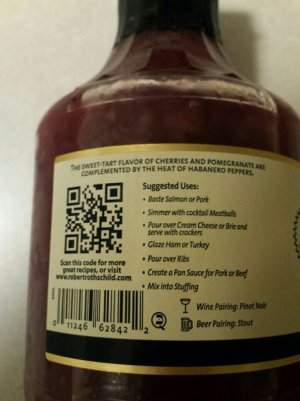 THE SWEET-TART FLAVOR OF CHERRIES AND POMEGRANATE ARE
COMPLEMENTED BY THE HEAT OF HABANERO PEPPERS.
Suggested Uses:
• Baste Salmon or Pork
• Simmer with cocktail Meatballs
• Pour over Cream Cheese or Brie and
serve with crackers
• Glaze Ham or Turkey
• Pour over Ribs
• Create a Pan Sauce for Pork or Beef
• Mix into Stuffing
Scan this code for more
great recipes, or visit
www.robertrothschild.com
0 11246 62842 2
Wine Pairing: Pinot Noir
Beer Pairing: Stout